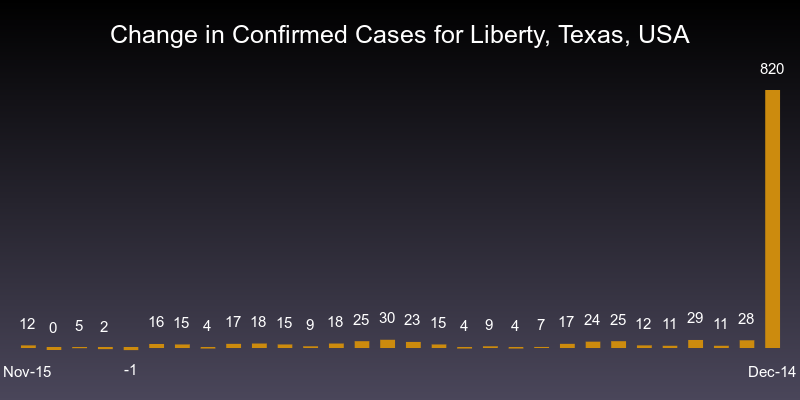 Change in Confirmed Cases for Liberty, Texas, USA
820
12 0 5 2 16 15 4 17 18 15 9 18 25 30 23 15 4 9 4 7 17 24 25 12 11 29 11 28
-1
Nov-15 Dec-14